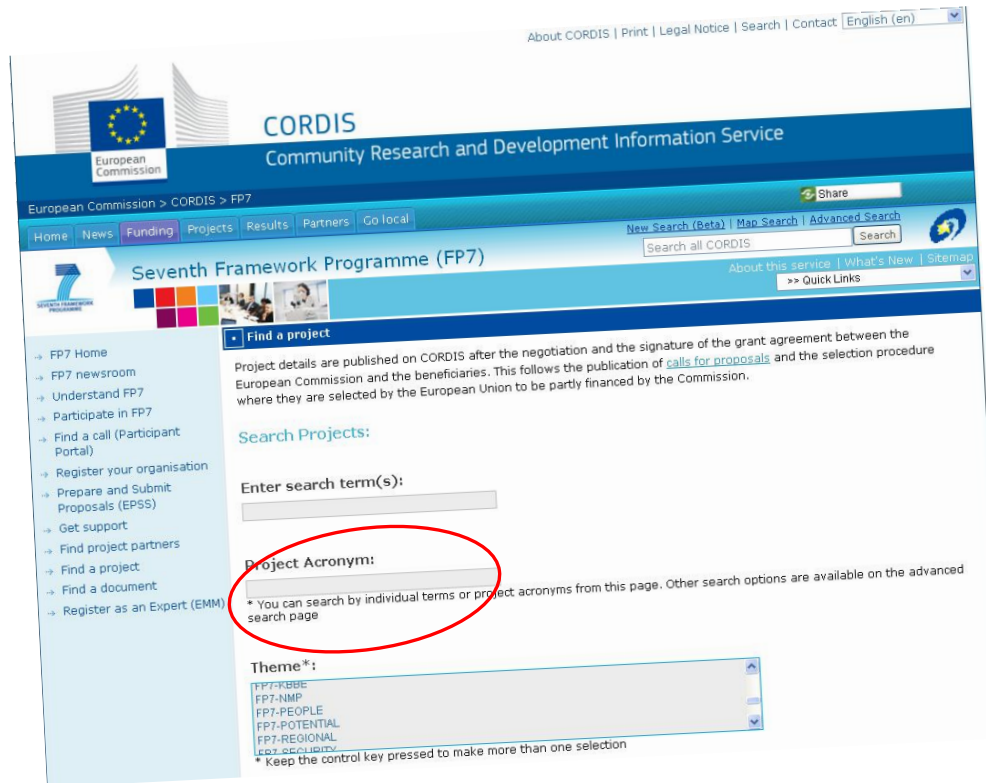 About CORDIS | Print | Legal Notice | Search | Contact English (en)
European
Commission
CORDIS
Community Research and Development Information Service
European Commission > CORDIS > FP7
Share
Home News Funding Projects Results Partners Go local
New Search (Beta) | Map Search | Advanced Search
Search all CORDIS Search
7
SEVENTH FRAMEWORK
PROGRAMME
Seventh Framework Programme (FP7)
About this service | What's New | Sitemap
>> Quick Links
→ FP7 Home
→ FP7 newsroom
→ Understand FP7
→ Participate in FP7
→ Find a call (Participant
Portal)
→ Register your organisation
→ Prepare and Submit
Proposals (EPSS)
→ Get support
→ Find project partners
→ Find a project
→ Find a document
→ Register as an Expert (EMM)
Find a project
Project details are published on CORDIS after the negotiation and the signature of the grant agreement between the
European Commission and the beneficiaries. This follows the publication of calls for proposals and the selection procedure
where they are selected by the European Union to be partly financed by the Commission.
Search Projects:
Enter search term(s):
Project Acronym:
* You can search by individual terms or project acronyms from this page. Other search options are available on the advanced
search page
Theme*:
FP7-KBBE
FP7-NMP
FP7-PEOPLE
FP7-POTENTIAL
FP7-REGIONAL
FP7-SECURITY
* Keep the control key pressed to make more than one selection